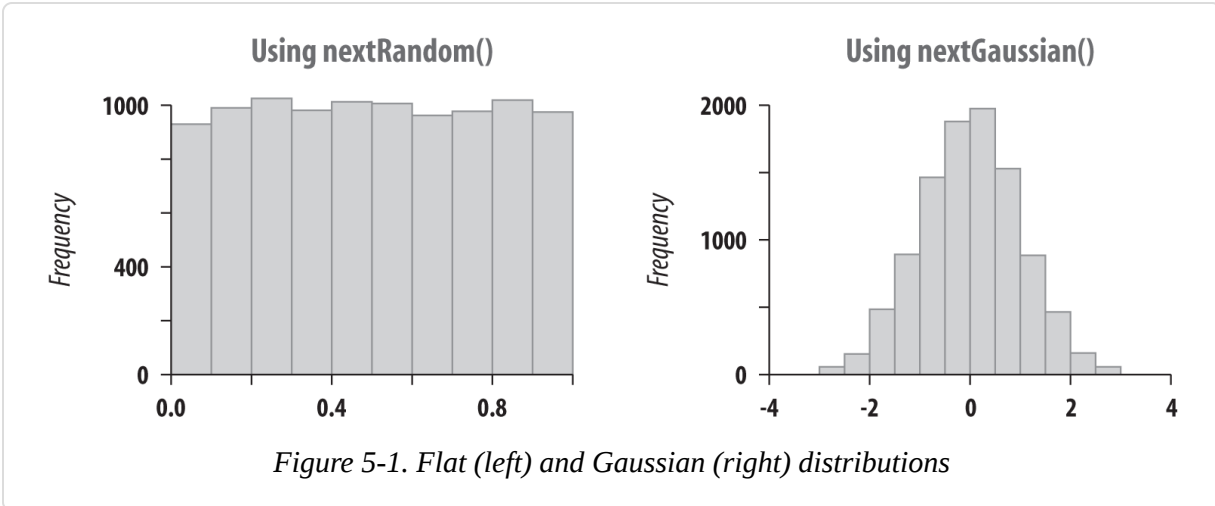 Using nextRandom()
1000
400
0
0.0 0.4 0.8
Frequency
Using nextGaussian()
2000
1000
0
-4 -2 0 2 4
Frequency
Figure 5-1. Flat (left) and Gaussian (right) distributions